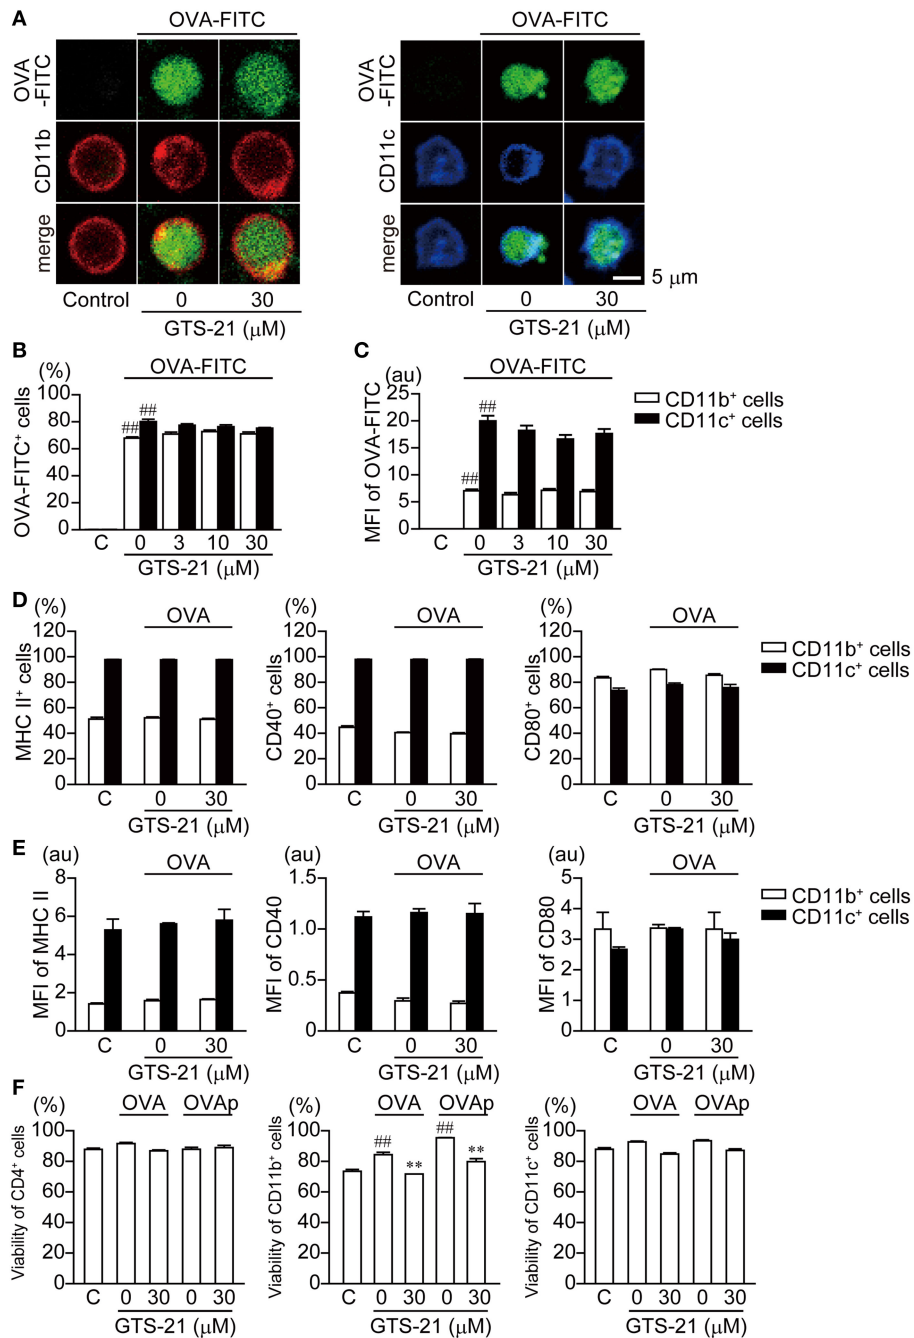 A
OVA-FITC
OVA-FITC
OVA
-FITC
CD11b
merge
OVA
-FITC
CD11c
merge
5 µm
Control 0 30
GTS-21 (µM)
Control 0 30
GTS-21 (µM)
B
(%)
OVA-FITC
OVA-FITC⁺ cells
100
80
60
40
20
0
## ##
C 0 3 10 30
GTS-21 (µM)
C
(au)
OVA-FITC
MFI of OVA-FITC
25
20
15
10
5
0
## ##
C 0 3 10 30
GTS-21 (µM)
CD11b⁺ cells
CD11c⁺ cells
D
(%)
OVA
MHC II⁺ cells
120
100
80
60
40
20
0
C 0 30
GTS-21 (µM)
(%)
OVA
CD40⁺ cells
120
100
80
60
40
20
0
C 0 30
GTS-21 (µM)
(%)
OVA
CD80⁺ cells
120
100
80
60
40
20
0
C 0 30
GTS-21 (µM)
CD11b⁺ cells
CD11c⁺ cells
E
(au)
OVA
MFI of MHC II
8
6
4
2
0
C 0 30
GTS-21 (µM)
(au)
OVA
MFI of CD40
1.5
1.0
0.5
0
C 0 30
GTS-21 (µM)
(au)
OVA
MFI of CD80
5
4
3
2
1
0
C 0 30
GTS-21 (µM)
CD11b⁺ cells
CD11c⁺ cells
F
(%)
OVA OVAp
Viability of CD4⁺ cells
100
80
60
40
20
0
C 0 30 0 30
GTS-21 (µM)
(%)
OVA OVAp
Viability of CD11b⁺ cells
100
80
60
40
20
0
## ** ## **
C 0 30 0 30
GTS-21 (µM)
(%)
OVA OVAp
Viability of CD11c⁺ cells
100
80
60
40
20
0
C 0 30 0 30
GTS-21 (µM)